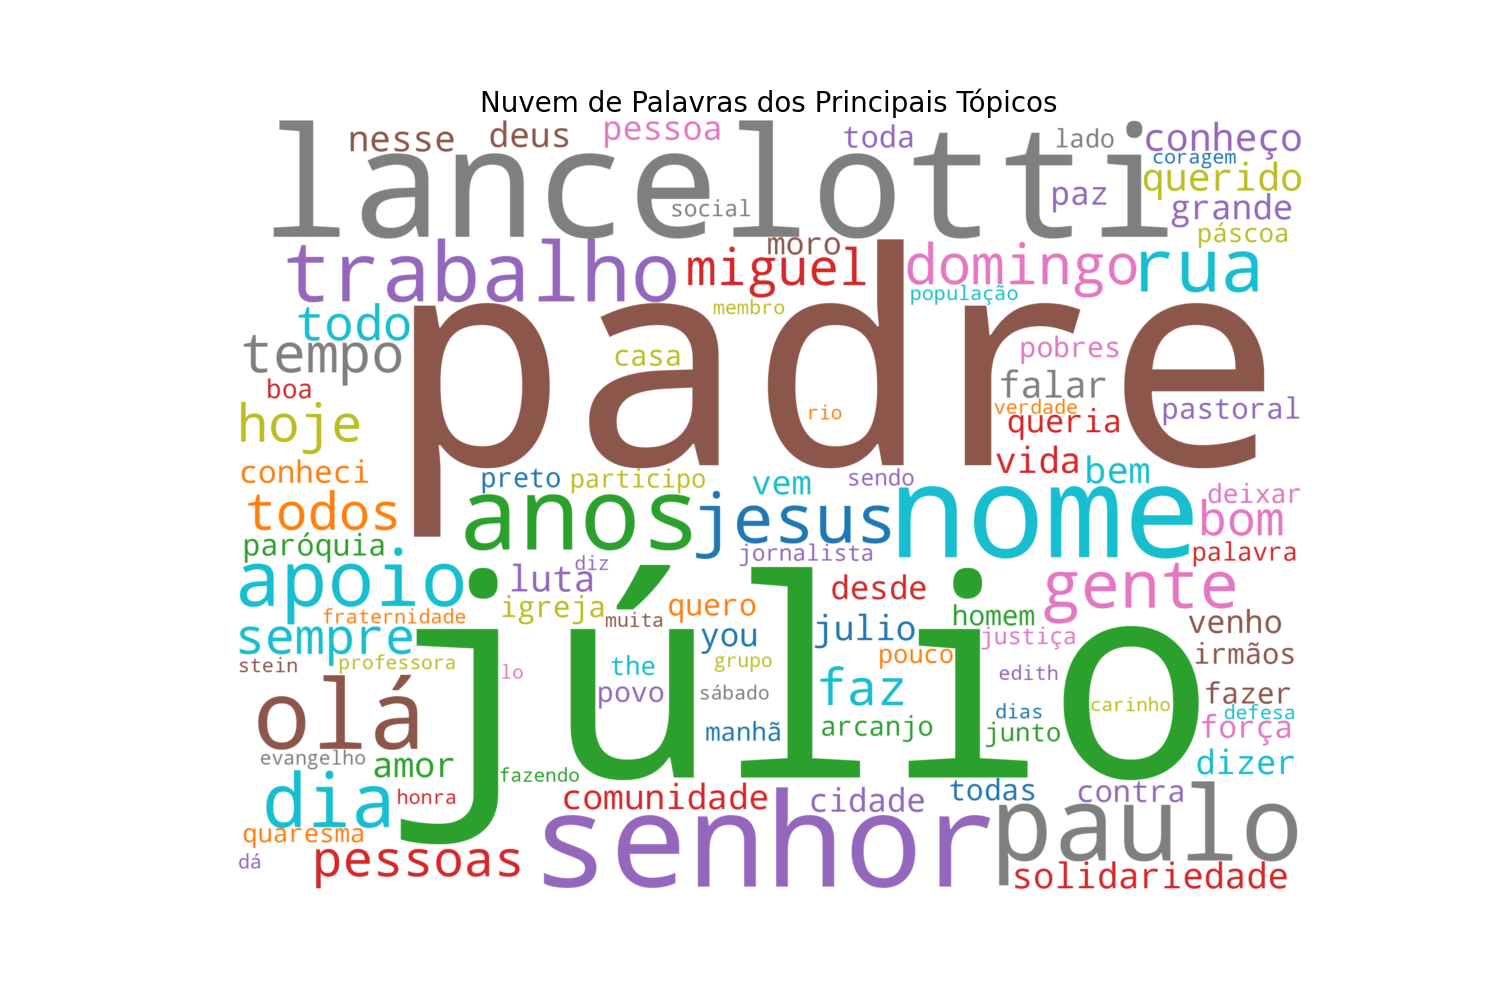 Nuvem de Palavras dos Principais Tópicos
lancelotti
nesse
deus
pessoa
toda
lado
conheço
coragem
querido
paz
grande
social
páscoa
trabalho
moro
miguel
domingo
rua
população
membro
todo
padre
tempo
casa
pobres
boa
falar
hoje
rio
verdade
queria
pastoral
conheci
vida
bem
preto
participo
vem
sendo
todos
anos
jesus
nome
deixar
bom
paróquia
jornalista
palavra
apoio
luta
diz
desde
gente
fraternidade
igreja
muita
quero
homem
sempre
júlio
you
julio
justiça
venho
stein
professora
lo
the
grupo
pouco
irmãos
povo
sábado
faz
edith
fazer
olá
carinho
defesa
manhã
arcanjo
dias
junto
força
evangelho
amor
fazendo
dizer
dia
honra
comunidade
cidade
todas
contra
quaresma
senhor
paulo
dá
pessoas
solidariedade